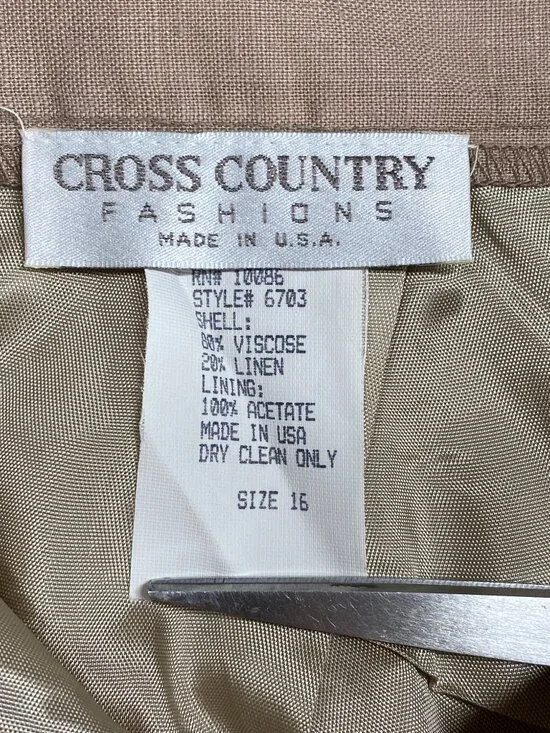 CROSS COUNTRY
FASHIONS
MADE IN U.S.A.
RN# 10086
STYLE# 6703
SHELL:
80% VISCOSE
20% LINEN
LINING:
100% ACETATE
MADE IN USA
DRY CLEAN ONLY
SIZE 16